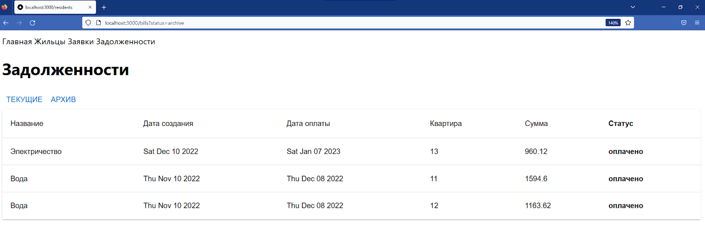 localhost:3000/residents
localhost:3000/bills?status=archive
140%
Главная Жильцы Заявки Задолженности
Задолженности
ТЕКУЩИЕ АРХИВ
Название Дата создания Дата оплаты Квартира Сумма Статус
Электричество Sat Dec 10 2022 Sat Jan 07 2023 13 960.12 оплачено
Вода Thu Nov 10 2022 Thu Dec 08 2022 11 1594.6 оплачено
Вода Thu Nov 10 2022 Thu Dec 08 2022 12 1163.62 оплачено